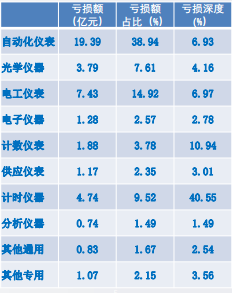 亏损额(亿元) 亏损额占比(%) 亏损深度(%)
自动化仪表 19.39 38.94 6.93
光学仪器 3.79 7.61 4.16
电工仪表 7.43 14.92 6.97
电子仪器 1.28 2.57 2.78
计数仪表 1.88 3.78 10.94
供应仪表 1.17 2.35 3.01
计时仪器 4.74 9.52 40.55
分析仪器 0.74 1.49 1.49
其他通用 0.83 1.67 2.54
其他专用 1.07 2.15 3.56